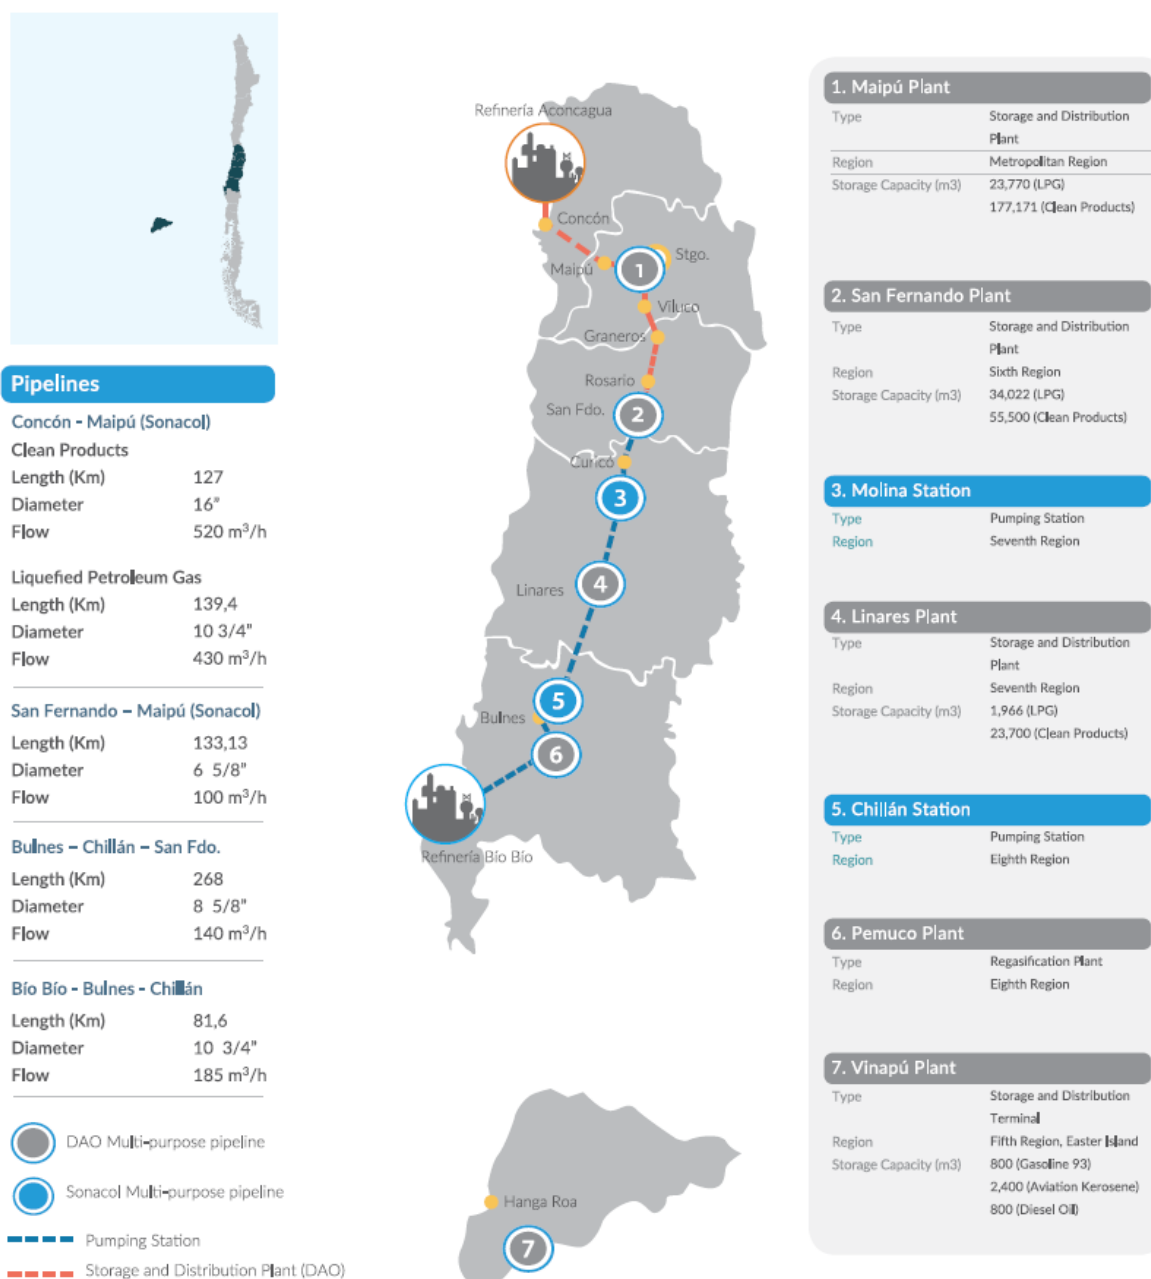 Pipelines
Concón - Maipú (Sonacol)
Clean Products
Length (Km) 127
Diameter 16"
Flow 520 m³/h
Liquefied Petroleum Gas
Length (Km) 139,4
Diameter 10 3/4"
Flow 430 m³/h
San Fernando – Maipú (Sonacol)
Length (Km) 133,13
Diameter 6 5/8"
Flow 100 m³/h
Bulnes – Chillán – San Fdo.
Length (Km) 268
Diameter 8 5/8"
Flow 140 m³/h
Bío Bío - Bulnes - Chillán
Length (Km) 81,6
Diameter 10 3/4"
Flow 185 m³/h
DAO Multi-purpose pipeline
Sonacol Multi-purpose pipeline
Pumping Station
Storage and Distribution Plant (DAO)
Refinería Aconcagua
Concón
Stgo.
Maipú
1
Viluco
Graneros
Rosario
San Fdo.
2
Curicó
3
Linares
4
5
Bulnes
6
Refinería Bío Bío
Hanga Roa
7
1. Maipú Plant
Type Storage and Distribution
Plant
Region Metropolitan Region
Storage Capacity (m3) 23,770 (LPG)
177,171 (Clean Products)
2. San Fernando Plant
Type Storage and Distribution
Plant
Region Sixth Region
Storage Capacity (m3) 34,022 (LPG)
55,500 (Clean Products)
3. Molina Station
Type Pumping Station
Region Seventh Region
4. Linares Plant
Type Storage and Distribution
Plant
Region Seventh Region
Storage Capacity (m3) 1,966 (LPG)
23,700 (Clean Products)
5. Chillán Station
Type Pumping Station
Region Eighth Region
6. Pemuco Plant
Type Regasification Plant
Region Eighth Region
7. Vinapú Plant
Type Storage and Distribution
Terminal
Region Fifth Region, Easter Island
Storage Capacity (m3) 800 (Gasoline 93)
2,400 (Aviation Kerosene)
800 (Diesel Oil)